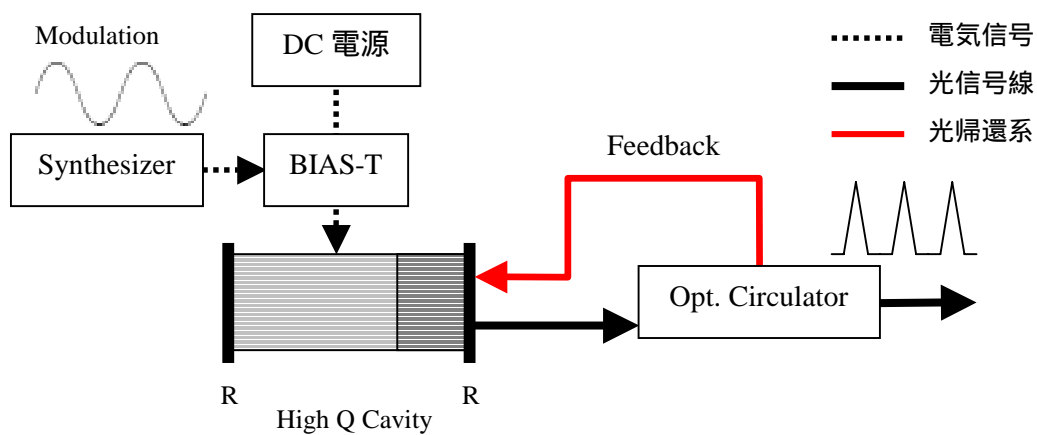 Modulation
DC 電源
電気信号
光信号線
光帰還系
Synthesizer
BIAS-T
Feedback
Opt. Circulator
R
R
High Q Cavity